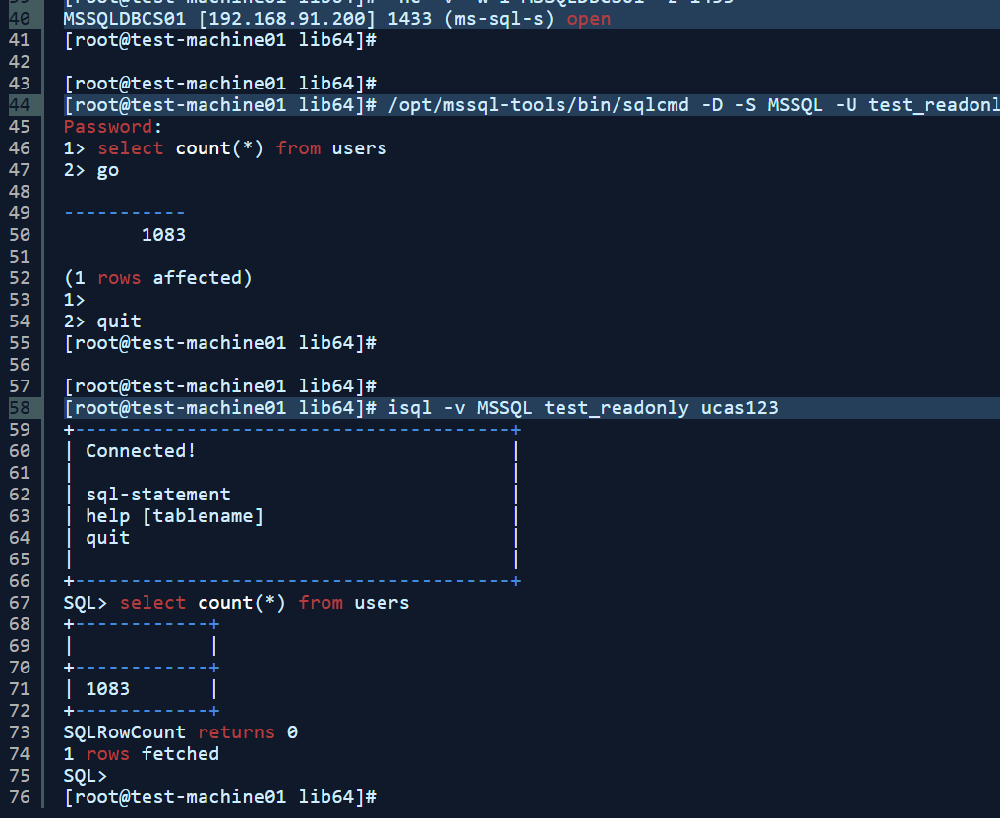 40 MSSQLDBCS01 [192.168.91.200] 1433 (ms-sql-s) open
41 [root@test-machine01 lib64]#
42
43 [root@test-machine01 lib64]#
44 [root@test-machine01 lib64]# /opt/mssql-tools/bin/sqlcmd -D -S MSSQL -U test_readonl
45 Password:
46 1> select count(*) from users
47 2> go
48
49 -----------
50 1083
51
52 (1 rows affected)
53 1>
54 2> quit
55 [root@test-machine01 lib64]#
56
57 [root@test-machine01 lib64]#
58 [root@test-machine01 lib64]# isql -v MSSQL test_readonly ucas123
59 +---------------------------------------+
60 | Connected! |
61 | |
62 | sql-statement |
63 | help [tablename] |
64 | quit |
65 | |
66 +---------------------------------------+
67 SQL> select count(*) from users
68 +------------+
69 | |
70 +------------+
71 | 1083 |
72 +------------+
73 SQLRowCount returns 0
74 1 rows fetched
75 SQL>
76 [root@test-machine01 lib64]#